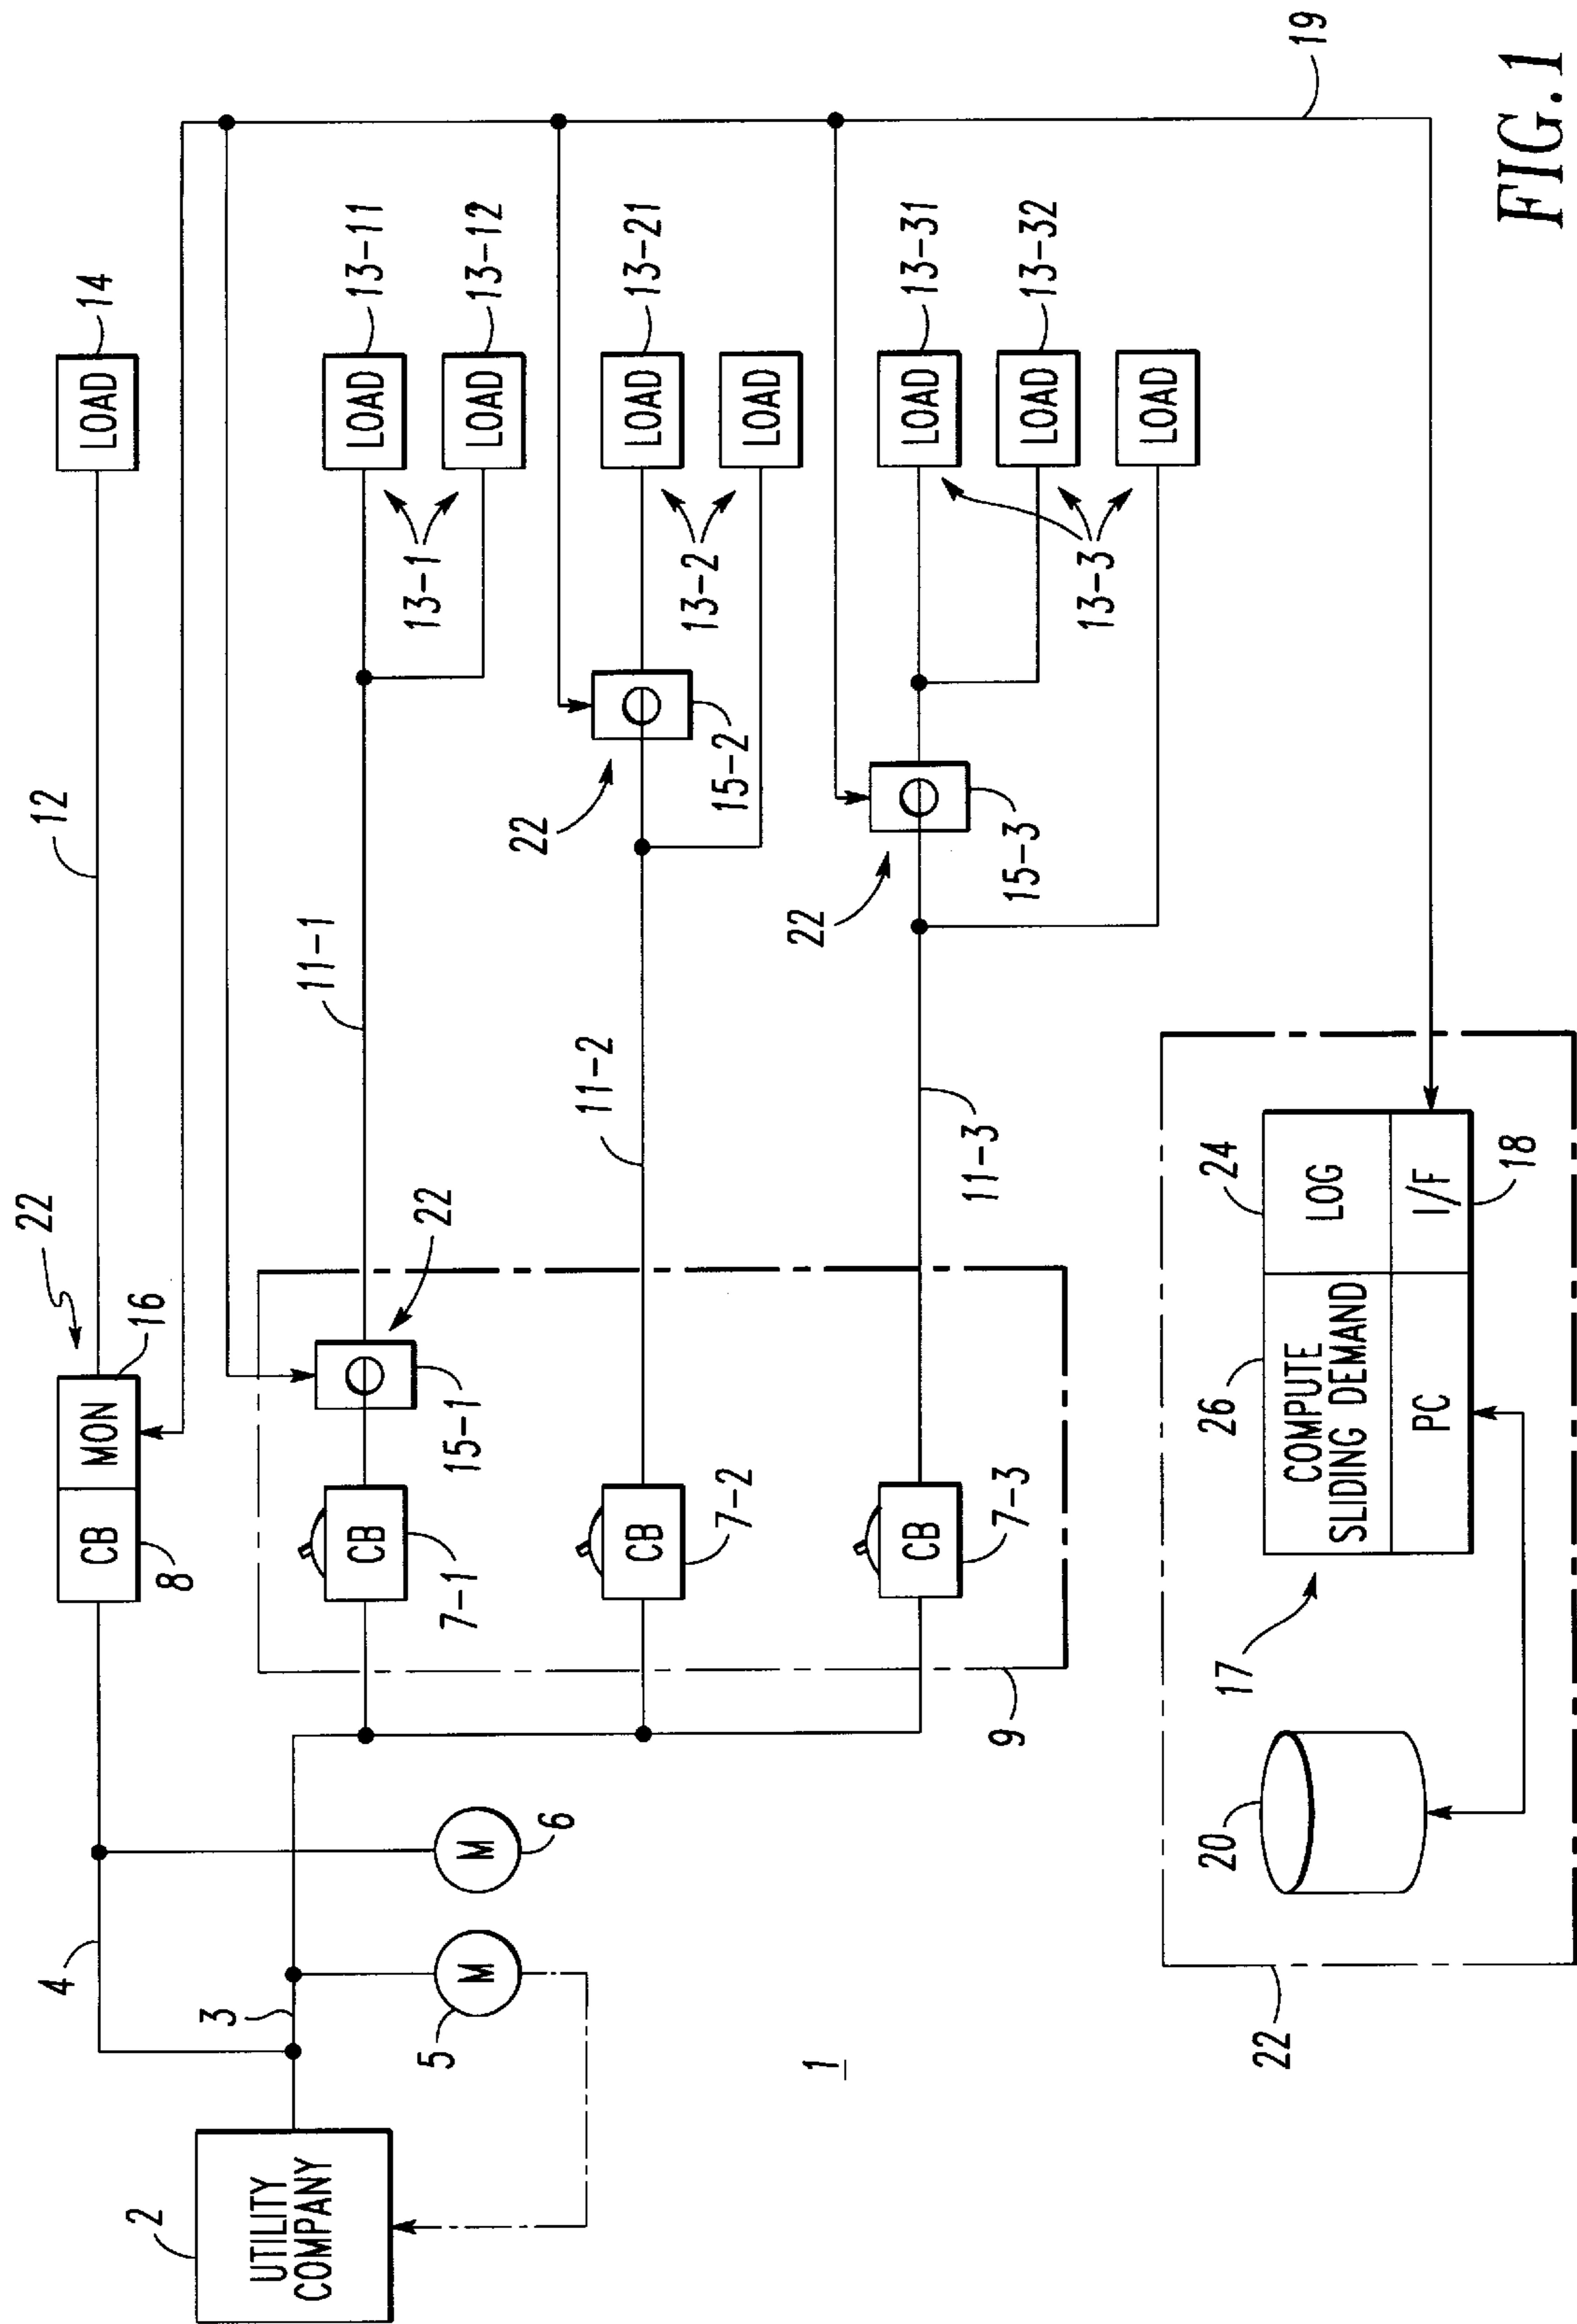 22
12
14
CB
MON
LOAD
8
16
4
3
2
UTILITY
COMPANY
5
M
M
6
CB
7-1
15-1
22
11-1
13-1
LOAD
13-11
LOAD
13-12
CB
7-2
11-2
22
15-2
13-2
LOAD
13-21
LOAD
CB
7-3
11-3
22
15-3
13-3
LOAD
13-31
LOAD
13-32
LOAD
9
1
19
22
20
17
26
24
COMPUTE
SLIDING DEMAND
LOG
PC
I/F
18
FIG.1